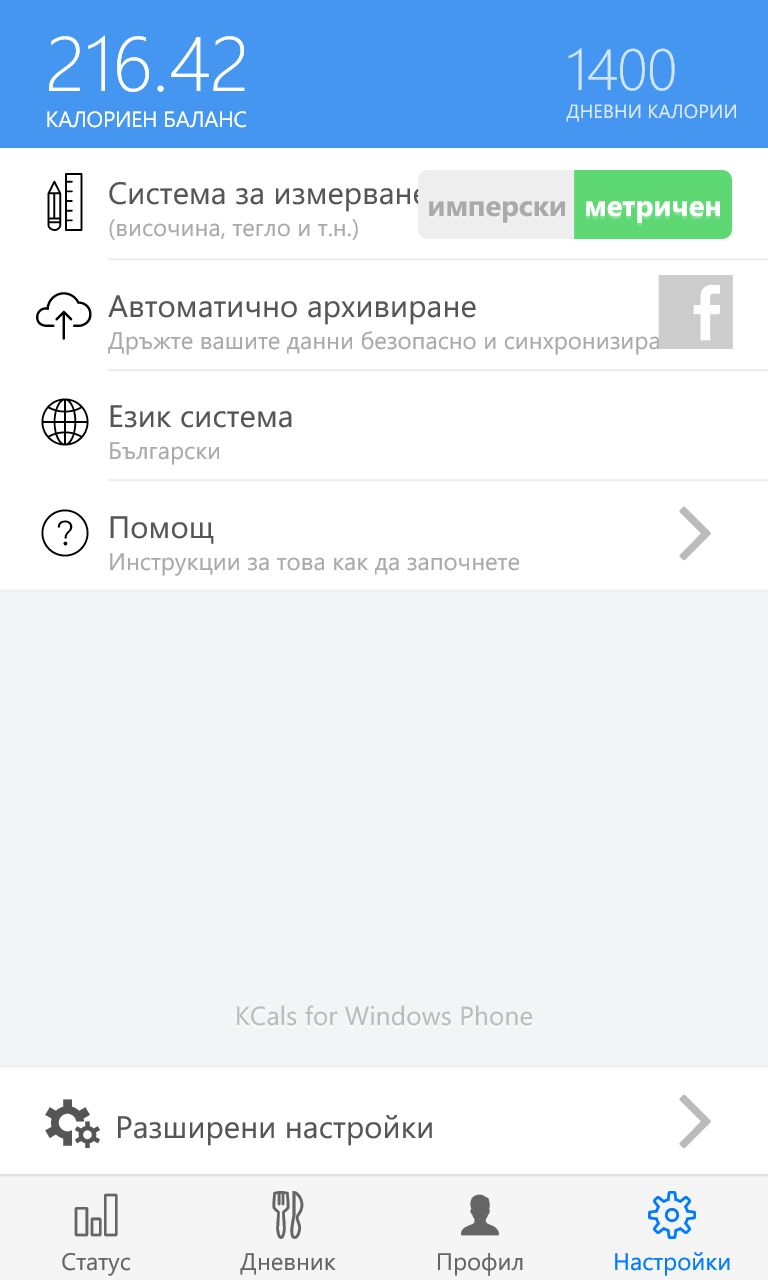 216.42
КАЛОРИЕН БАЛАНС
1400
ДНЕВНИ КАЛОРИИ
Система за измерване
(височина, тегло и т.н.)
имперски
метричен
Автоматично архивиране
Дръжте вашите данни безопасно и синхронизира
Език система
Български
Помощ
Инструкции за това как да започнете
KCals for Windows Phone
Разширени настройки
Статус
Дневник
Профил
Настройки